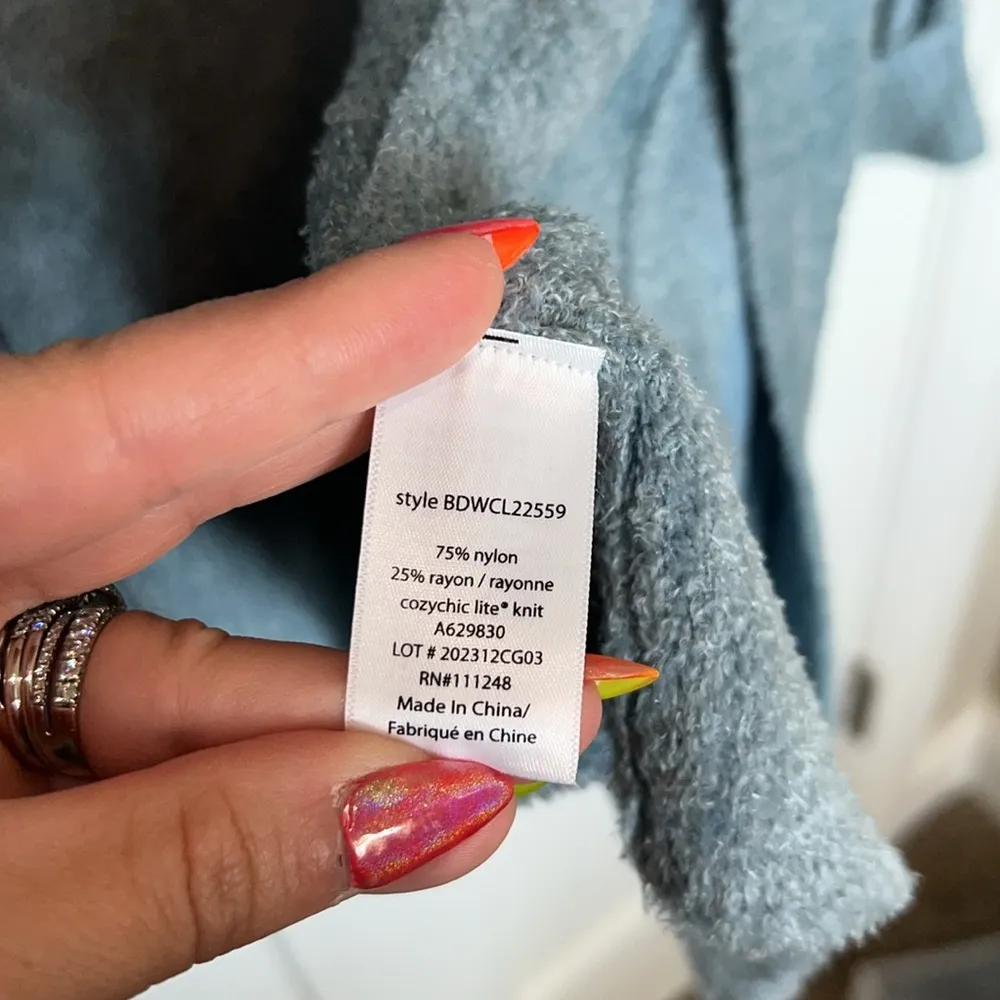 style BDWCL22559
75% nylon
25% rayon / rayonne
cozychic lite® knit
A629830
LOT # 202312CG03
RN#111248
Made In China/
Fabriqué en Chine